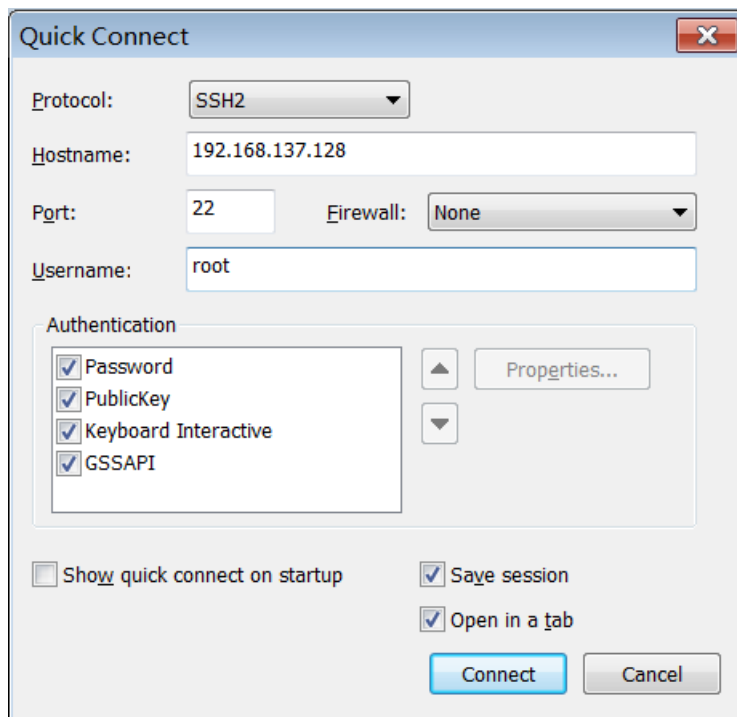 Quick Connect
Protocol: SSH2
Hostname: 192.168.137.128
Port: 22 Firewall: None
Username: root
Authentication
Password
PublicKey
Keyboard Interactive
GSSAPI
Properties...
Show quick connect on startup
Save session
Open in a tab
Connect Cancel